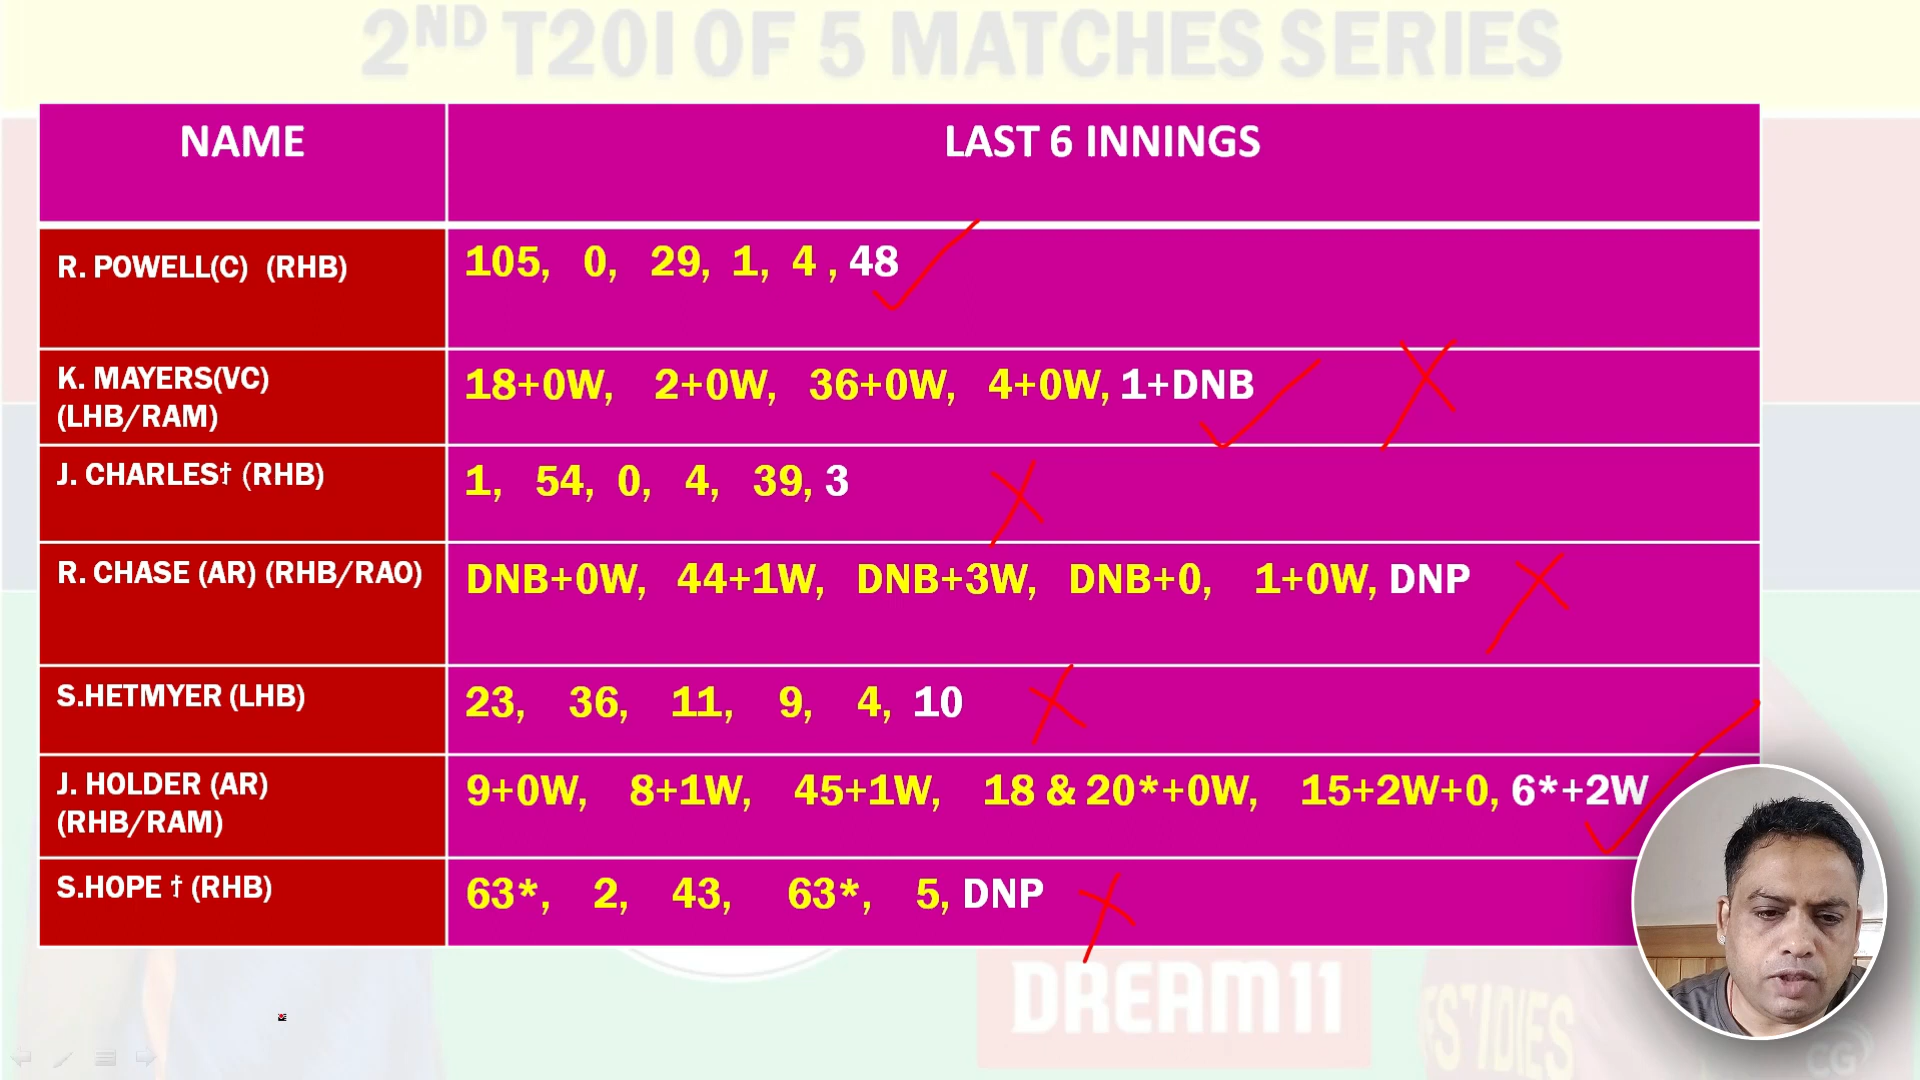 2ND T20I OF 5 MATCHES SERIES
NAME
LAST 6 INNINGS
R. POWELL(C) (RHB)
105, 0, 29, 1, 4 , 48
K. MAYERS(VC)
(LHB/RAM)
18+0W, 2+0W, 36+0W, 4+0W, 1+DNB
J. CHARLES† (RHB)
1, 54, 0, 4, 39, 3
R. CHASE (AR) (RHB/RAO)
DNB+0W, 44+1W, DNB+3W, DNB+0, 1+0W, DNP
S.HETMYER (LHB)
23, 36, 11, 9, 4, 10
J. HOLDER (AR)
(RHB/RAM)
9+0W, 8+1W, 45+1W, 18 & 20*+0W, 15+2W+0, 6*+2W
S.HOPE † (RHB)
63*, 2, 43, 63*, 5, DNP
DREAM11
CG